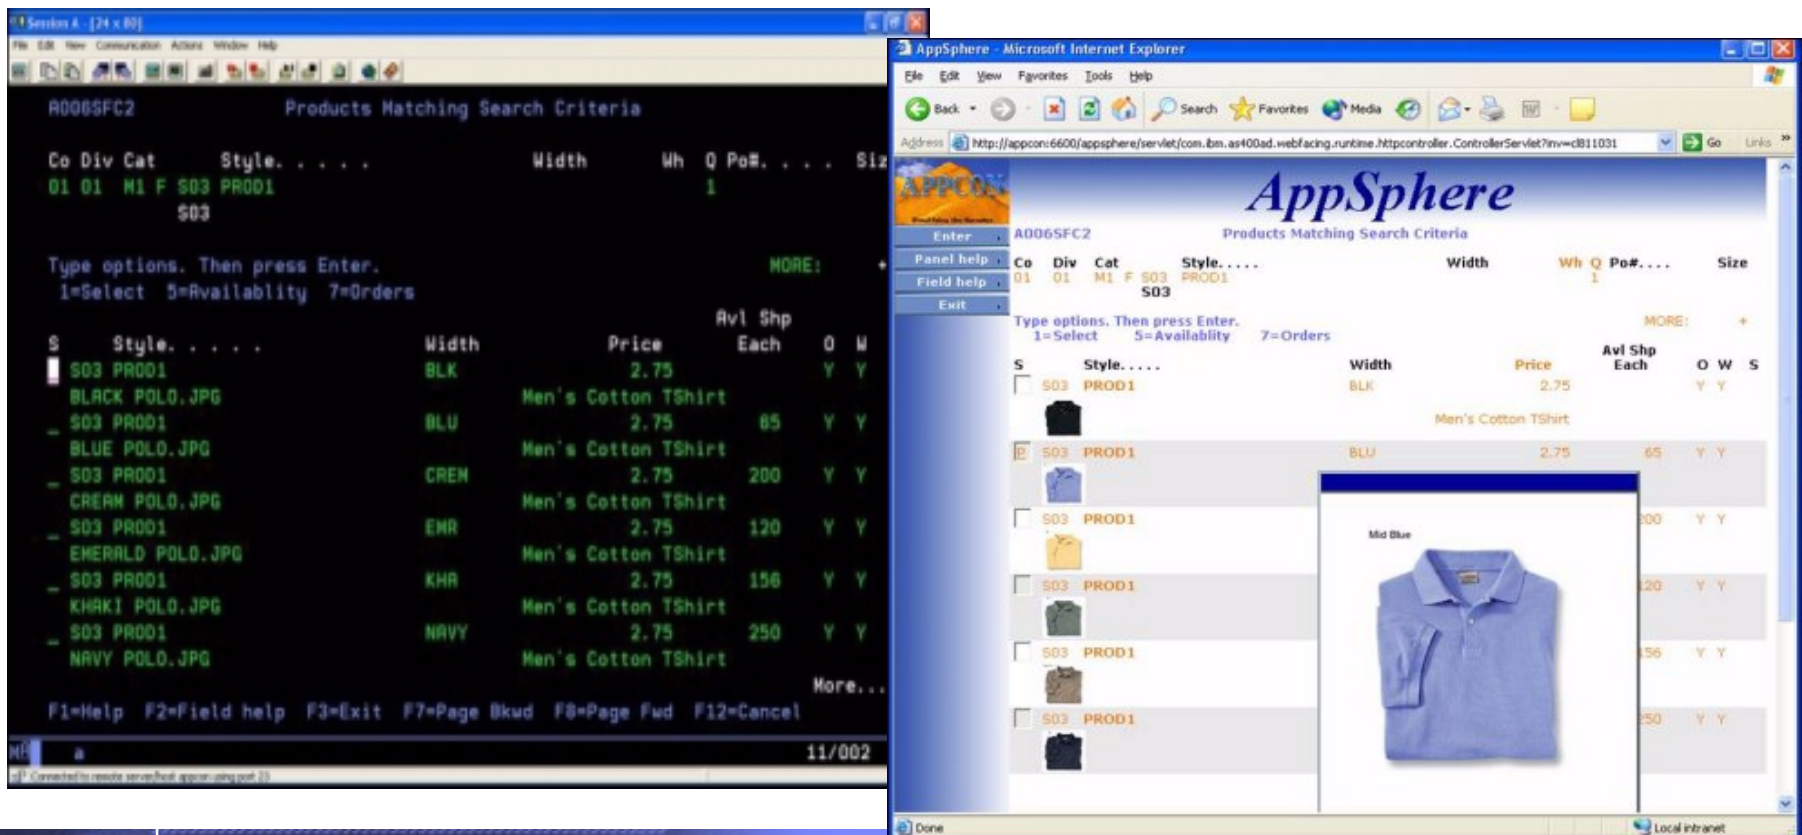 Session A - [24 x 80]
File Edit View Communication Actions Window Help
A006SFC2 Products Matching Search Criteria
Co Div Cat Style. . . . . Width Wh Q Po#. . . . Siz
01 01 M1 F S03 PROD1 1
S03
Type options. Then press Enter. MORE: +
1=Select 5=Availablity 7=Orders
Avl Shp
S Style. . . . . Width Price Each O W
S03 PROD1 BLK 2.75 Y Y
BLACK POLO.JPG Men's Cotton TShirt
_ S03 PROD1 BLU 2.75 65 Y Y
BLUE POLO.JPG Men's Cotton TShirt
_ S03 PROD1 CREM 2.75 200 Y Y
CREAM POLO.JPG Men's Cotton TShirt
_ S03 PROD1 EMR 2.75 120 Y Y
EMERALD POLO.JPG Men's Cotton TShirt
_ S03 PROD1 KHA 2.75 156 Y Y
KHAKI POLO.JPG Men's Cotton TShirt
_ S03 PROD1 NAVY 2.75 250 Y Y
NAVY POLO.JPG Men's Cotton TShirt
More...
F1=Help F2=Field help F3=Exit F7=Page Bkwd F8=Page Fwd F12=Cancel
a 11/002
Connected to remote server/host appcon using port 23
AppSphere - Microsoft Internet Explorer
File Edit View Favorites Tools Help
Back Search Favorites Media
Address http://appcon:6600/appsphere/servlet/com.ibm.as400ad.webfacing.runtime.httpcontroller.ControllerServlet?inv=cl811031 Go Links »
APPCON
AppSphere
Enter
Panel help
Field help
Exit
A006SFC2 Products Matching Search Criteria
Co Div Cat Style..... Width Wh Q Po#.... Size
01 01 M1 F S03 PROD1 1
S03
Type options. Then press Enter. MORE: +
1=Select 5=Availablity 7=Orders
Avl Shp
S Style..... Width Price Each O W S
S03 PROD1 BLK 2.75 Y Y
Men's Cotton TShirt
p S03 PROD1 BLU 2.75 65 Y Y
S03 PROD1 200 Y Y
Mid Blue
S03 PROD1 120 Y Y
S03 PROD1 156 Y Y
S03 PROD1 250 Y Y
Done Local intranet